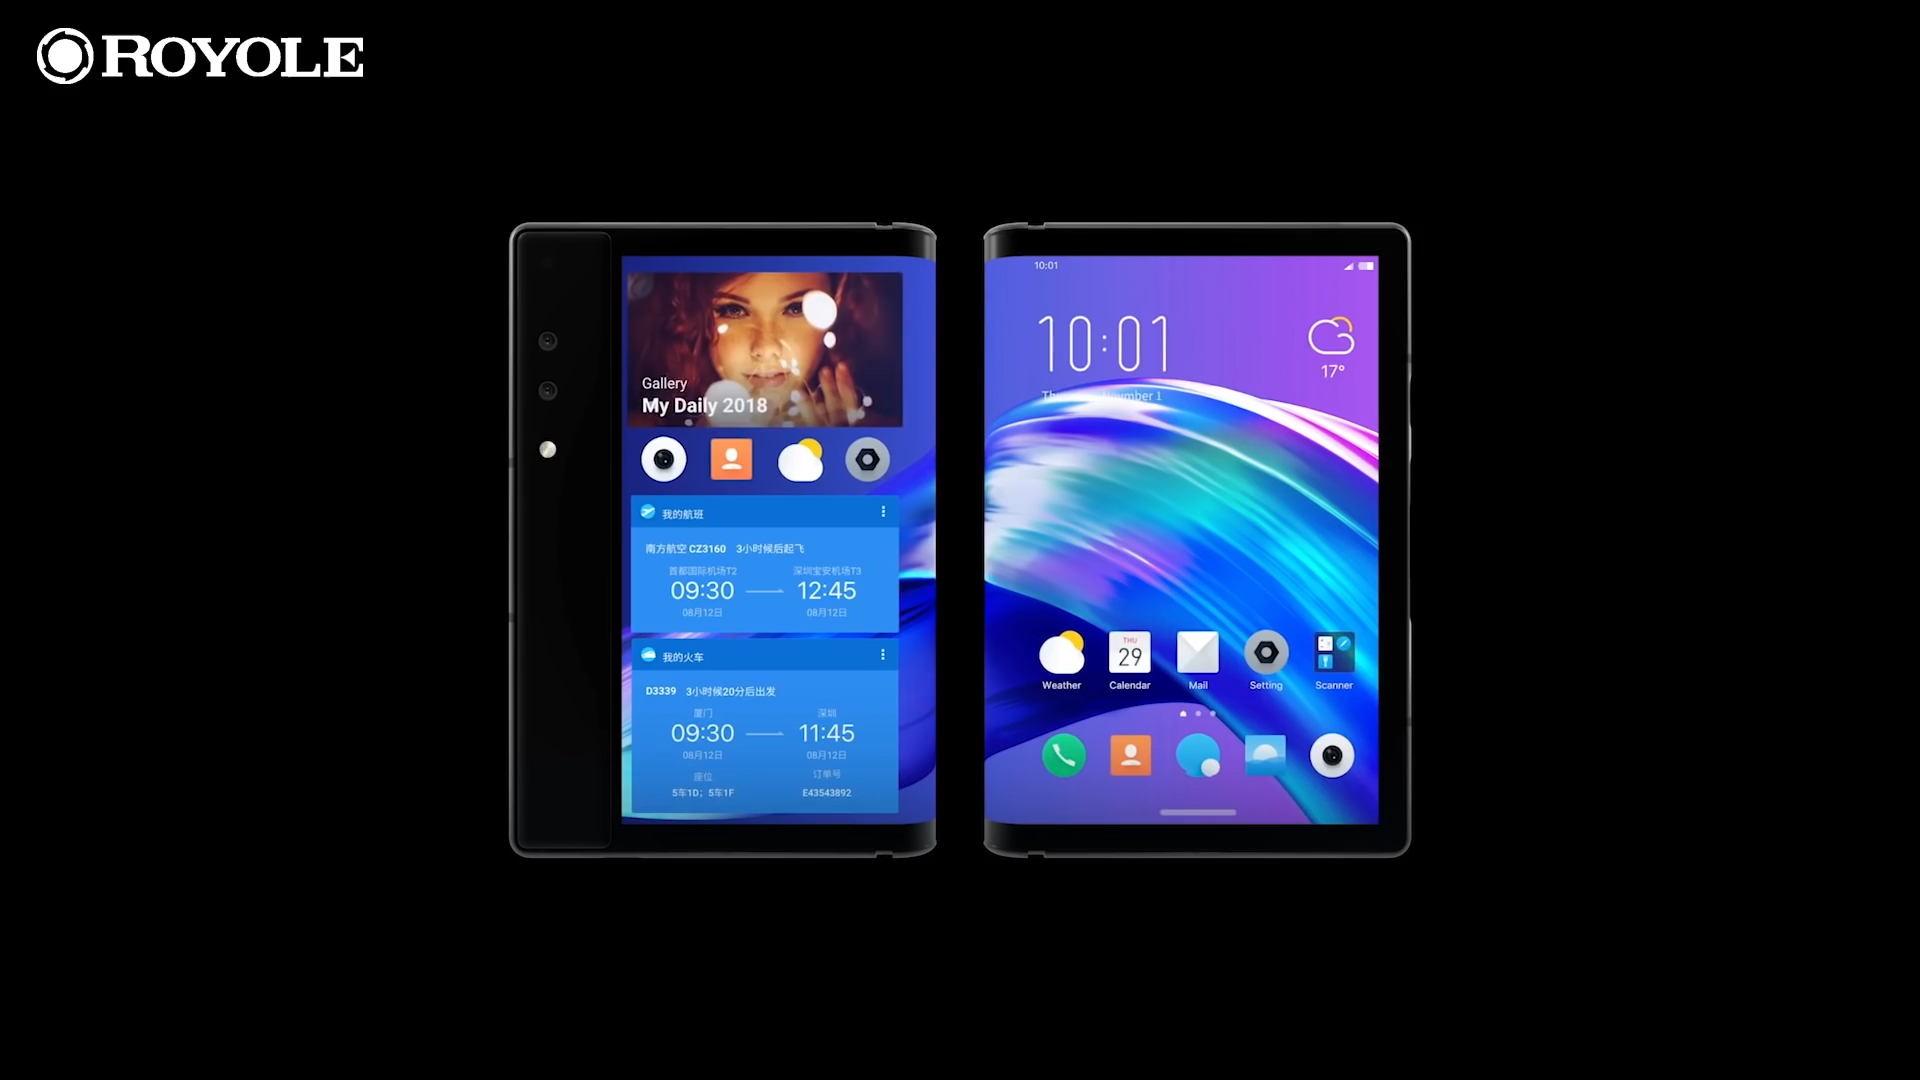 ROYOLE
Gallery
My Daily 2018
我的航班
南方航空 CZ3160 3小时候后起飞
首都国际机场T2 深圳宝安机场T3
09:30 12:45
08月12日 08月12日
我的火车
D3339 3小时候20分后出发
厦门 深圳
09:30 11:45
08月12日 08月12日
座位 订单号
5车1D；5车1F E43543892
10:01
10:01
17°
1
THU
29
Weather Calendar Mail Setting Scanner